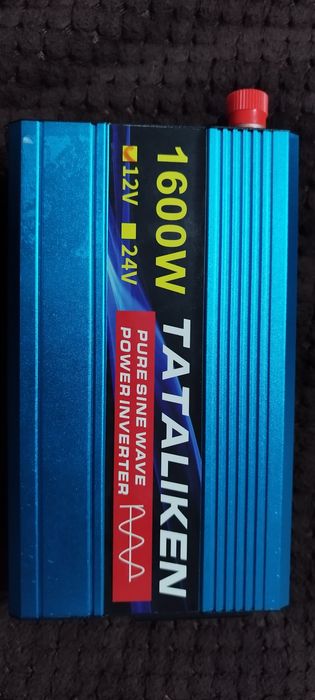 1600W TATALIKEN
12V 24V
PURE SINE WAVE
POWER INVERTER